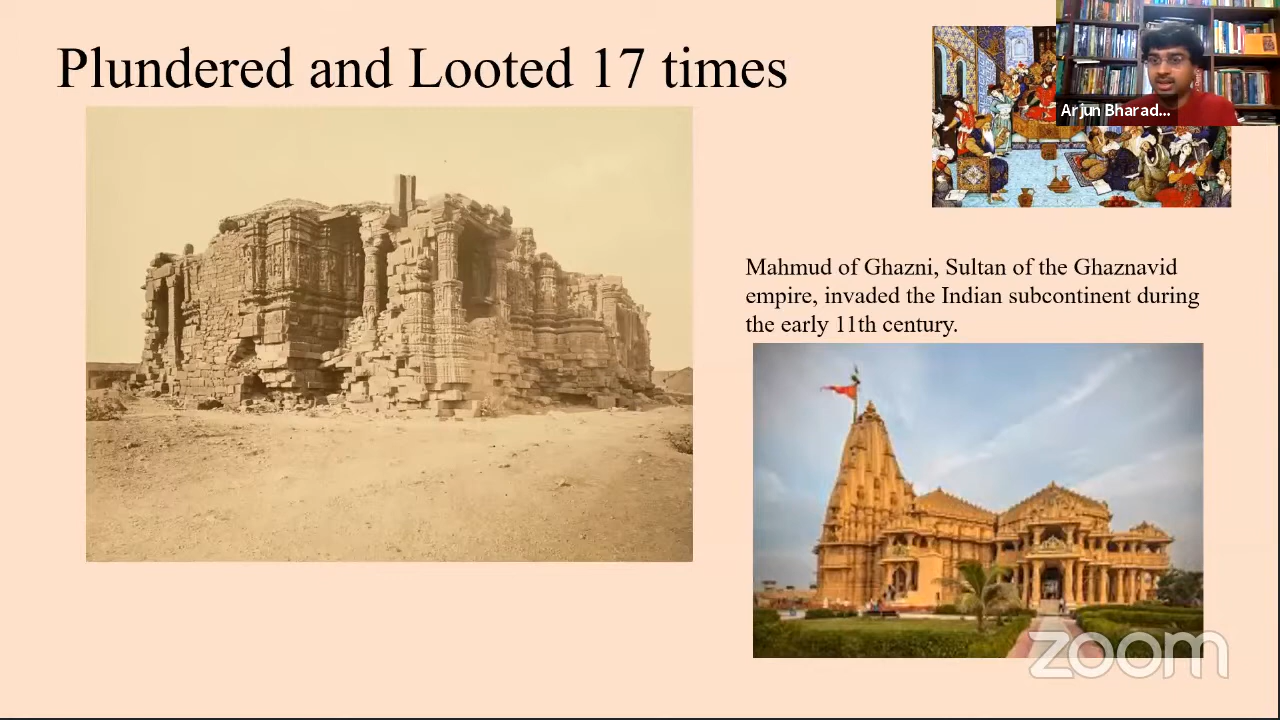 Plundered and Looted 17 times
Arjun Bharad...
Mahmud of Ghazni, Sultan of the Ghaznavid
empire, invaded the Indian subcontinent during
the early 11th century.
zoom